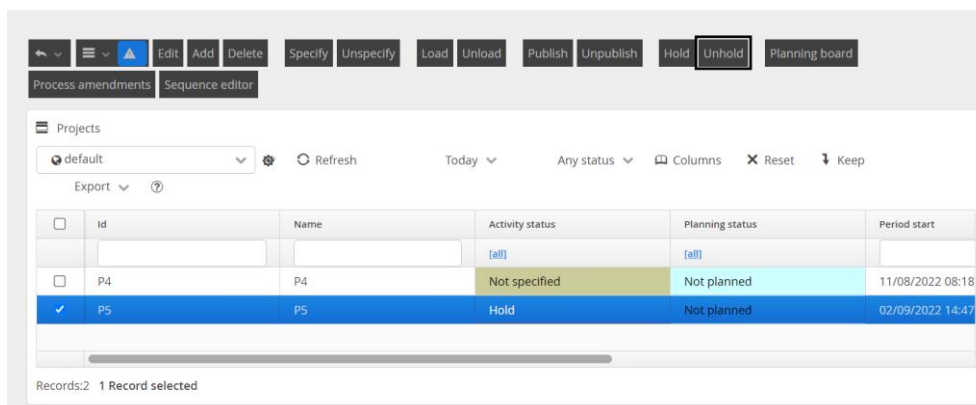 Edit Add Delete Specify Unspecify Load Unload Publish Unpublish Hold Unhold Planning board
Process amendments Sequence editor
Projects
default Refresh Today Any status Columns Reset Keep
Export ?
Id Name Activity status Planning status Period start
[all] [all]
P4 P4 Not specified Not planned 11/08/2022 08:18
P5 P5 Hold Not planned 02/09/2022 14:47
Records:2 1 Record selected